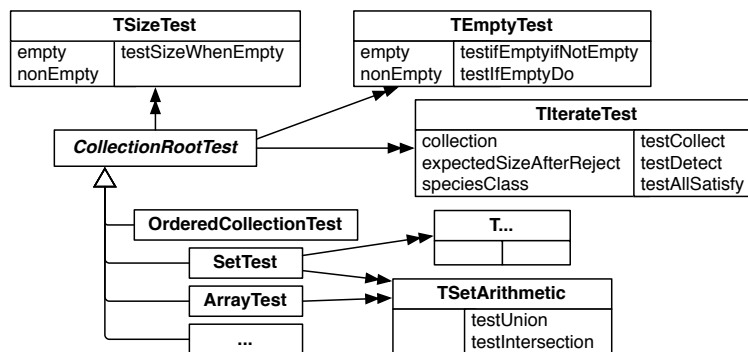 TSizeTest
empty
nonEmpty
testSizeWhenEmpty
TEmptyTest
empty
nonEmpty
testifEmptyifNotEmpty
testIfEmptyDo
CollectionRootTest
TIterateTest
collection
expectedSizeAfterReject
speciesClass
testCollect
testDetect
testAllSatisfy
OrderedCollectionTest
T...
SetTest
ArrayTest
TSetArithmetic
testUnion
testIntersection
...